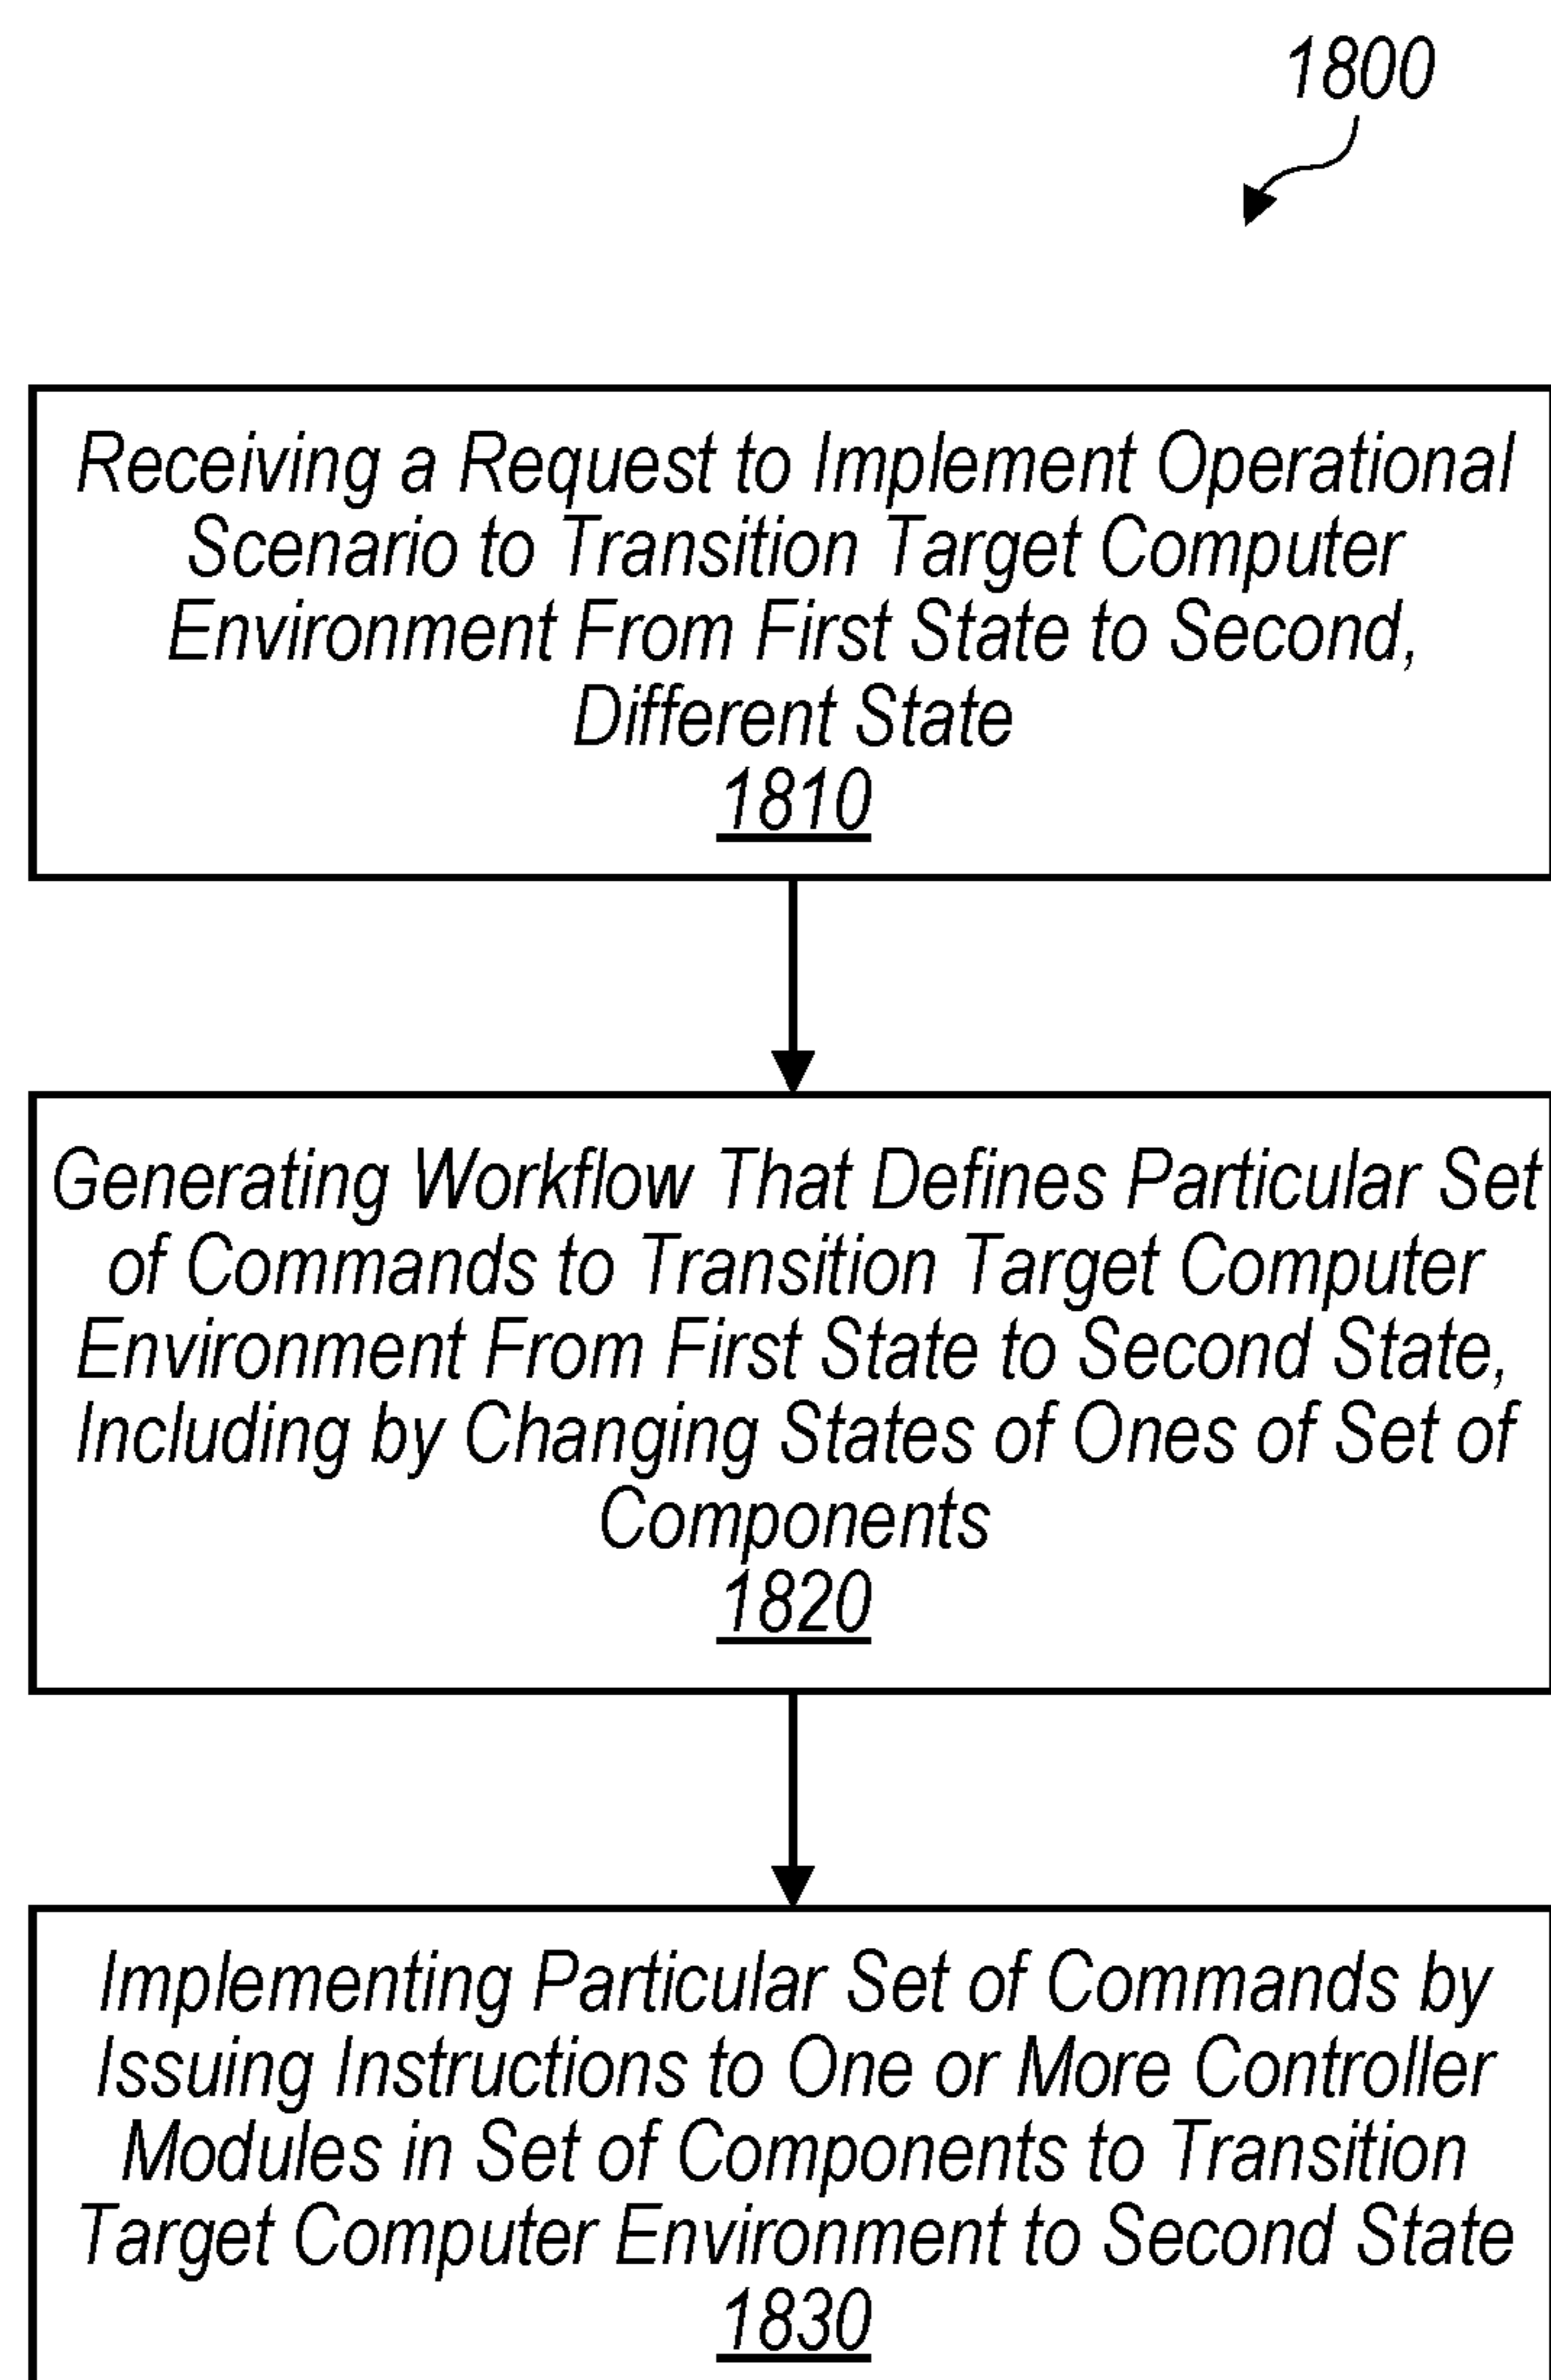 1800
Receiving a Request to Implement Operational
Scenario to Transition Target Computer
Environment From First State to Second,
Different State
1810
Generating Workflow That Defines Particular Set
of Commands to Transition Target Computer
Environment From First State to Second State,
Including by Changing States of Ones of Set of
Components
1820
Implementing Particular Set of Commands by
Issuing Instructions to One or More Controller
Modules in Set of Components to Transition
Target Computer Environment to Second State
1830